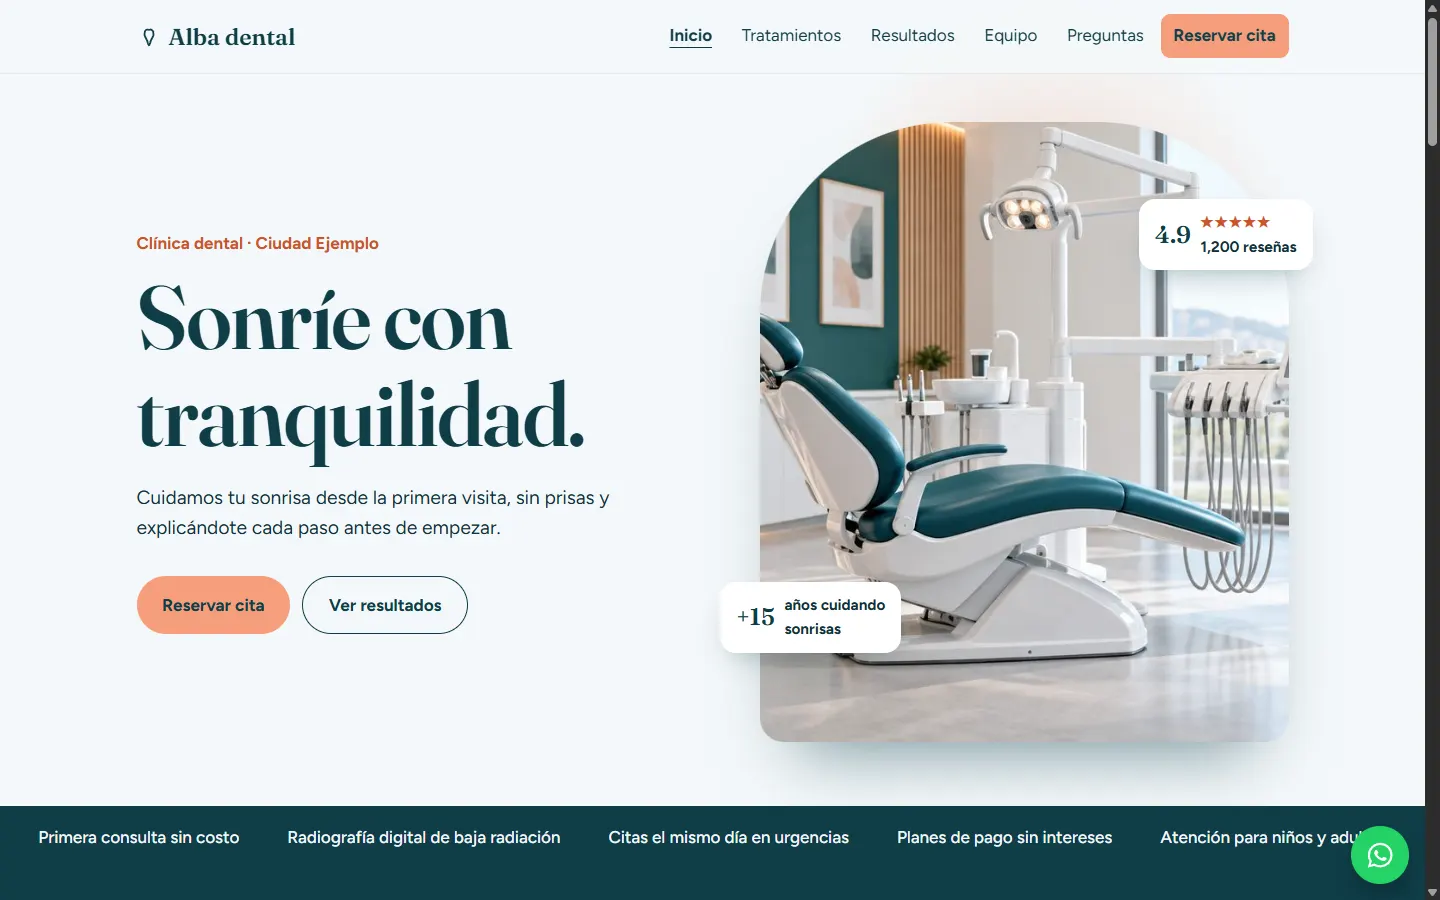 Alba dental
Inicio
Tratamientos
Resultados
Equipo
Preguntas
Reservar cita
Clínica dental · Ciudad Ejemplo
Sonríe con
tranquilidad.
Cuidamos tu sonrisa desde la primera visita, sin prisas y
explicándote cada paso antes de empezar.
Reservar cita
Ver resultados
4.9 ★★★★★
1,200 reseñas
+15 años cuidando
sonrisas
Primera consulta sin costo
Radiografía digital de baja radiación
Citas el mismo día en urgencias
Planes de pago sin intereses
Atención para niños y